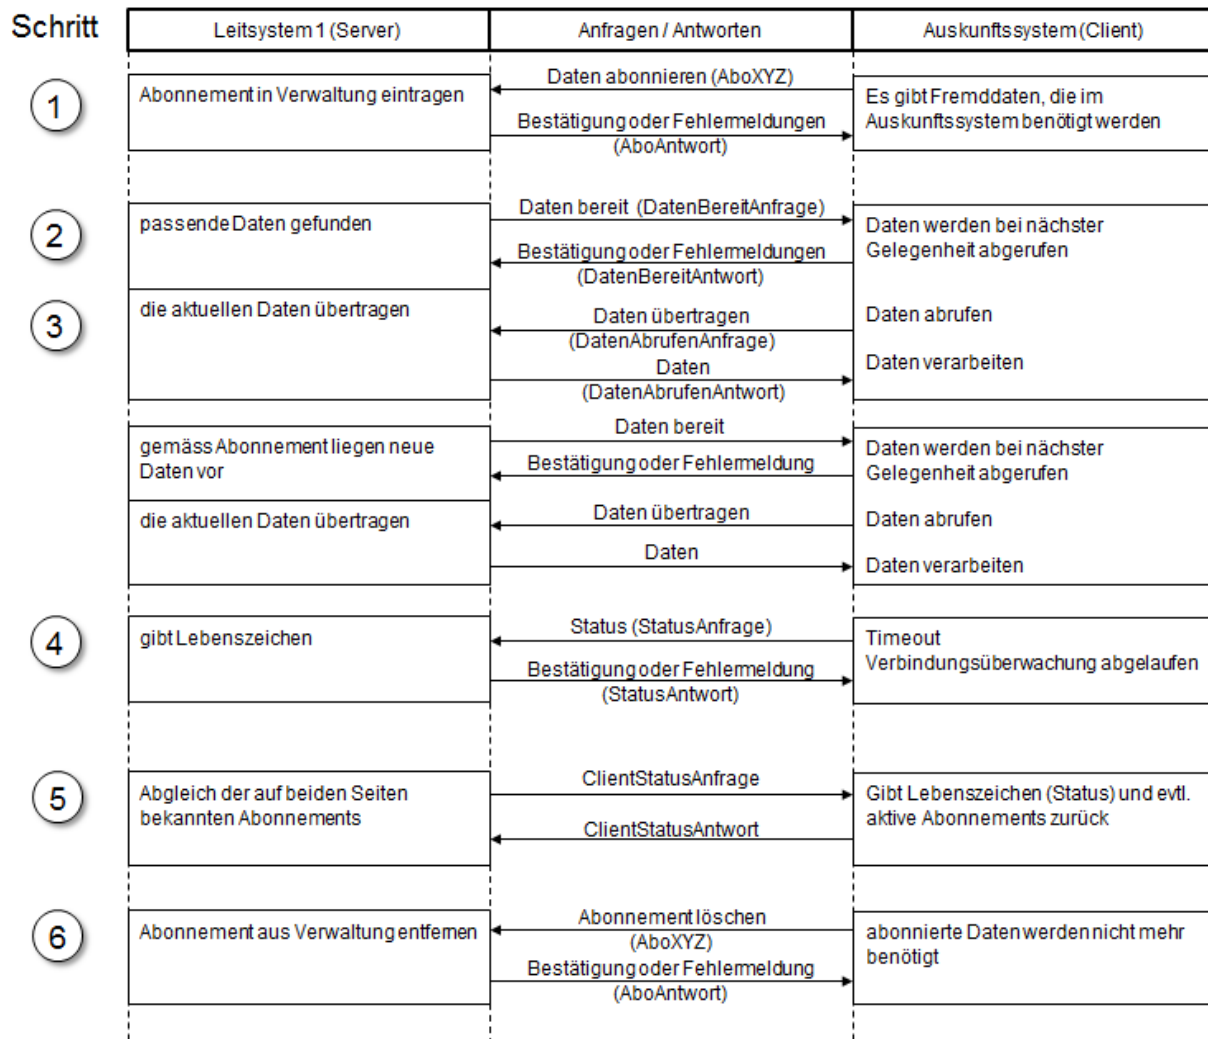 Schritt
Leitsystem 1 (Server)
Anfragen / Antworten
Auskunftssystem (Client)
1
Abonnement in Verwaltung eintragen
Daten abonnieren (AboXYZ)
Bestätigung oder Fehlermeldungen
(AboAntwort)
Es gibt Fremddaten, die im
Auskunftssystem benötigt werden
2
passende Daten gefunden
Daten bereit (DatenBereitAnfrage)
Bestätigung oder Fehlermeldungen
(DatenBereitAntwort)
Daten werden bei nächster
Gelegenheit abgerufen
3
die aktuellen Daten übertragen
Daten übertragen
(DatenAbrufenAnfrage)
Daten
(DatenAbrufenAntwort)
Daten abrufen
Daten verarbeiten
gemäss Abonnement liegen neue
Daten vor
Daten bereit
Bestätigung oder Fehlermeldung
Daten werden bei nächster
Gelegenheit abgerufen
die aktuellen Daten übertragen
Daten übertragen
Daten
Daten abrufen
Daten verarbeiten
4
gibt Lebenszeichen
Status (StatusAnfrage)
Bestätigung oder Fehlermeldung
(StatusAntwort)
Timeout
Verbindungsüberwachung abgelaufen
5
Abgleich der auf beiden Seiten
bekannten Abonnements
ClientStatusAnfrage
ClientStatusAntwort
Gibt Lebenszeichen (Status) und evtl.
aktive Abonnements zurück
6
Abonnement aus Verwaltung entfernen
Abonnement löschen
(AboXYZ)
Bestätigung oder Fehlermeldung
(AboAntwort)
abonnierte Daten werden nicht mehr
benötigt